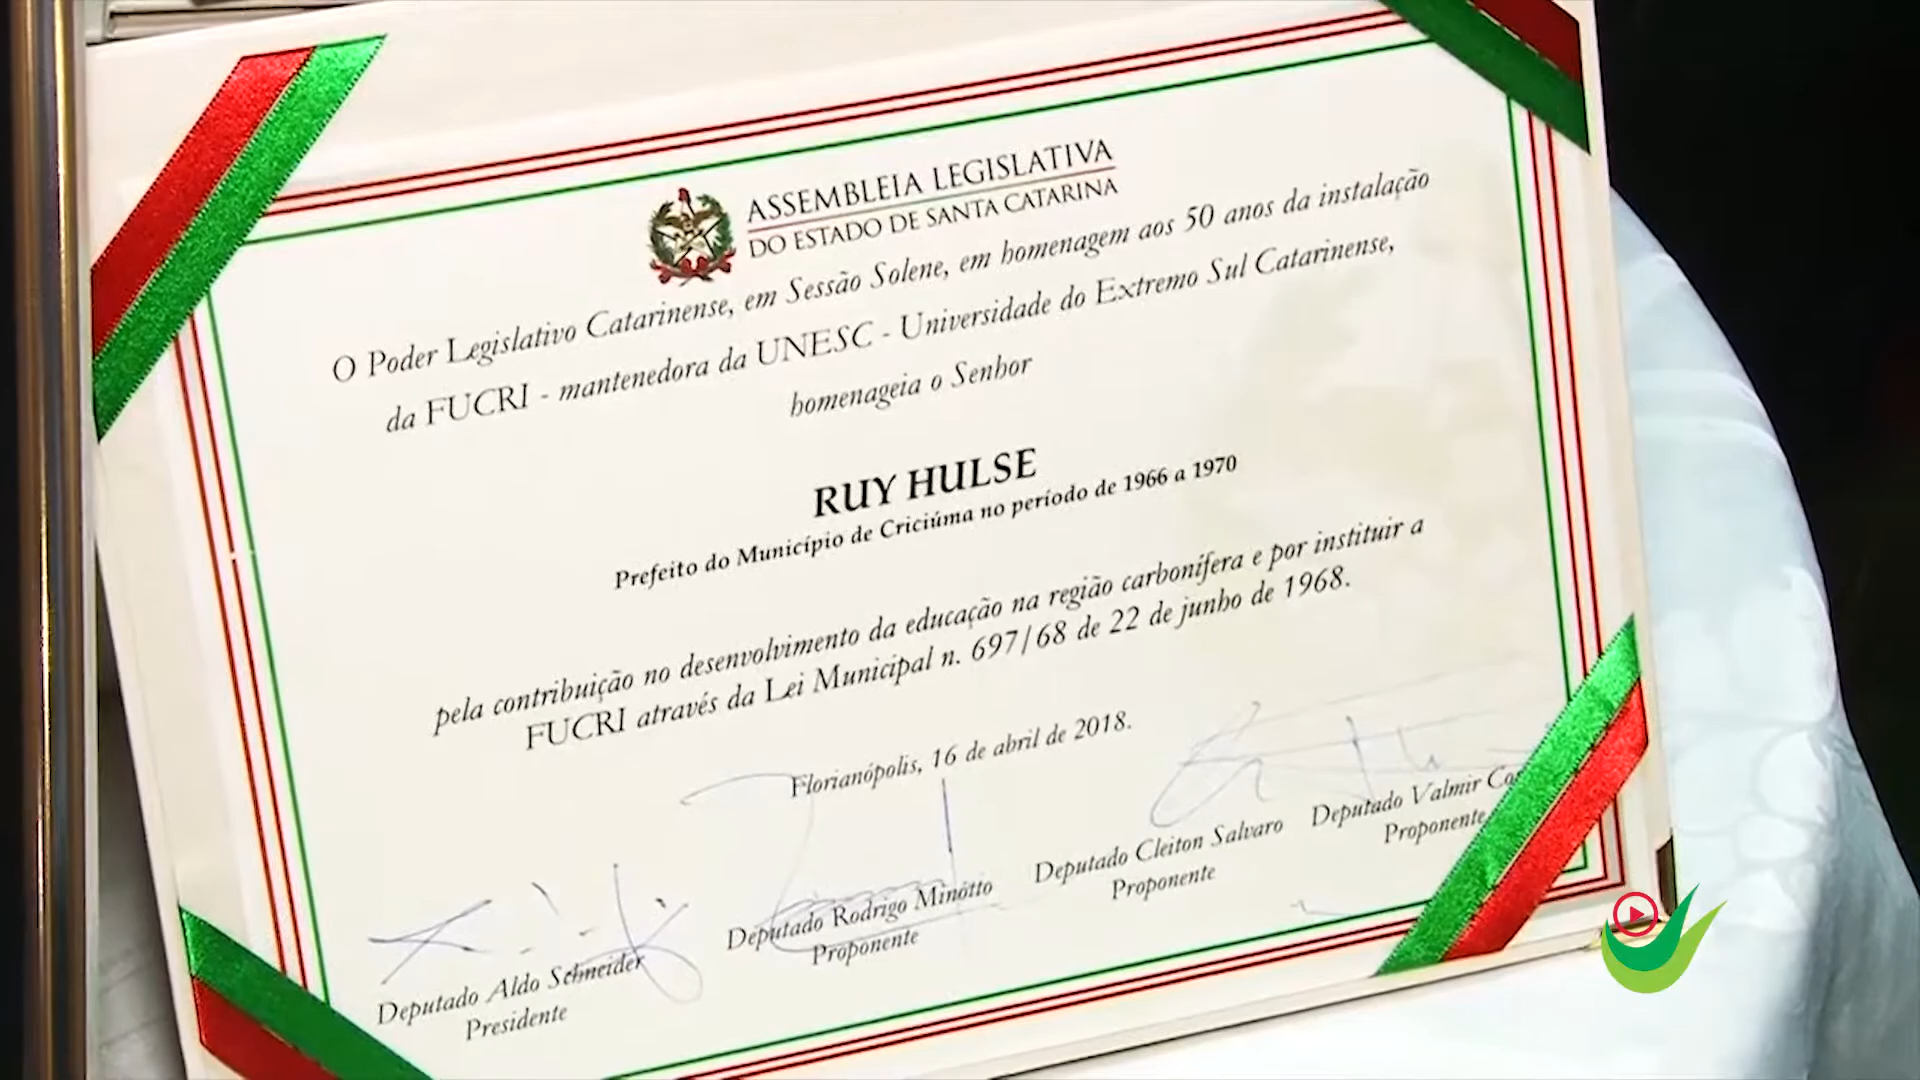 ASSEMBLEIA LEGISLATIVA
DO ESTADO DE SANTA CATARINA
O Poder Legislativo Catarinense, em Sessão Solene, em homenagem aos 50 anos da instalação
da FUCRI - mantenedora da UNESC - Universidade do Extremo Sul Catarinense,
homenageia o Senhor
RUY HULSE
Prefeito do Município de Criciúma no período de 1966 a 1970
pela contribuição no desenvolvimento da educação na região carbonífera e por instituir a
FUCRI através da Lei Municipal n. 697/68 de 22 de junho de 1968.
Florianópolis, 16 de abril de 2018.
Deputado Aldo Schneider
Presidente
Deputado Rodrigo Minotto
Proponente
Deputado Cleiton Salvaro
Proponente
Deputado Valmir
Proponente